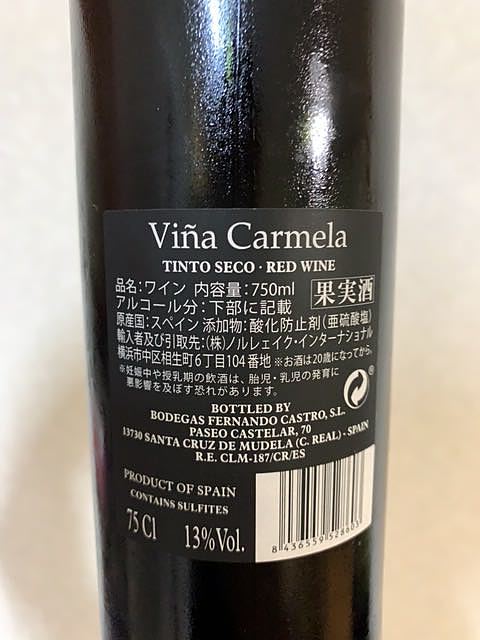 Viña Carmela
TINTO SECO · RED WINE
品名:ワイン 内容量:750ml
果実酒
アルコール分:下部に記載
原産国:スペイン 添加物:酸化防止剤(亜硫酸塩)
輸入者及び引取先:(株)ノルレェイク・インターナショナル
横浜市中区相生町6丁目104番地 ※お酒は20歳になってから。
※妊娠中や授乳期の飲酒は、胎児・乳児の発育に
悪影響を及ぼす恐れがあります。
®
BOTTLED BY
BODEGAS FERNANDO CASTRO, S.L.
PASEO CASTELAR, 70
13730 SANTA CRUZ DE MUDELA (C. REAL) - SPAIN
R.E. CLM-187/CR/ES
PRODUCT OF SPAIN
CONTAINS SULFITES
75 Cl 13%Vol.
8 436559 528603